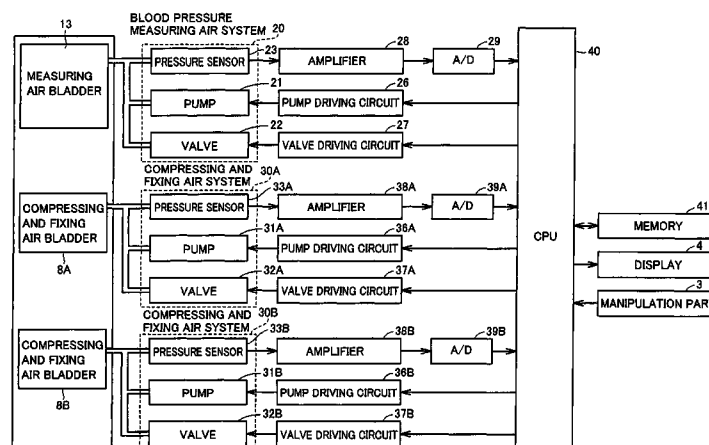 BLOOD PRESSURE
MEASURING AIR SYSTEM 20
13
23
28
29
40
MEASURING
AIR BLADDER
PRESSURE SENSOR
AMPLIFIER
A/D
21
26
PUMP
PUMP DRIVING CIRCUIT
22
27
VALVE
VALVE DRIVING CIRCUIT
COMPRESSING AND
FIXING AIR SYSTEM 30A
33A
38A
39A
COMPRESSING
AND FIXING
AIR BLADDER
8A
PRESSURE SENSOR
AMPLIFIER
A/D
31A
36A
PUMP
PUMP DRIVING CIRCUIT
32A
37A
VALVE
VALVE DRIVING CIRCUIT
CPU
41
MEMORY
4
DISPLAY
3
MANIPULATION PART
COMPRESSING AND
FIXING AIR SYSTEM 30B
33B
38B
39B
COMPRESSING
AND FIXING
AIR BLADDER
8B
PRESSURE SENSOR
AMPLIFIER
A/D
31B
36B
PUMP
PUMP DRIVING CIRCUIT
32B
37B
VALVE
VALVE DRIVING CIRCUIT